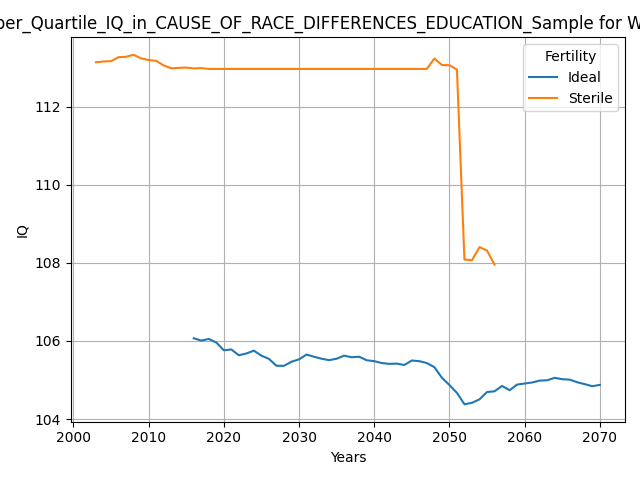 per_Quartile_IQ_in_CAUSE_OF_RACE_DIFFERENCES_EDUCATION_Sample for W
Fertility
Ideal
Sterile
112
110
108
106
104
IQ
2000 2010 2020 2030 2040 2050 2060 2070
Years